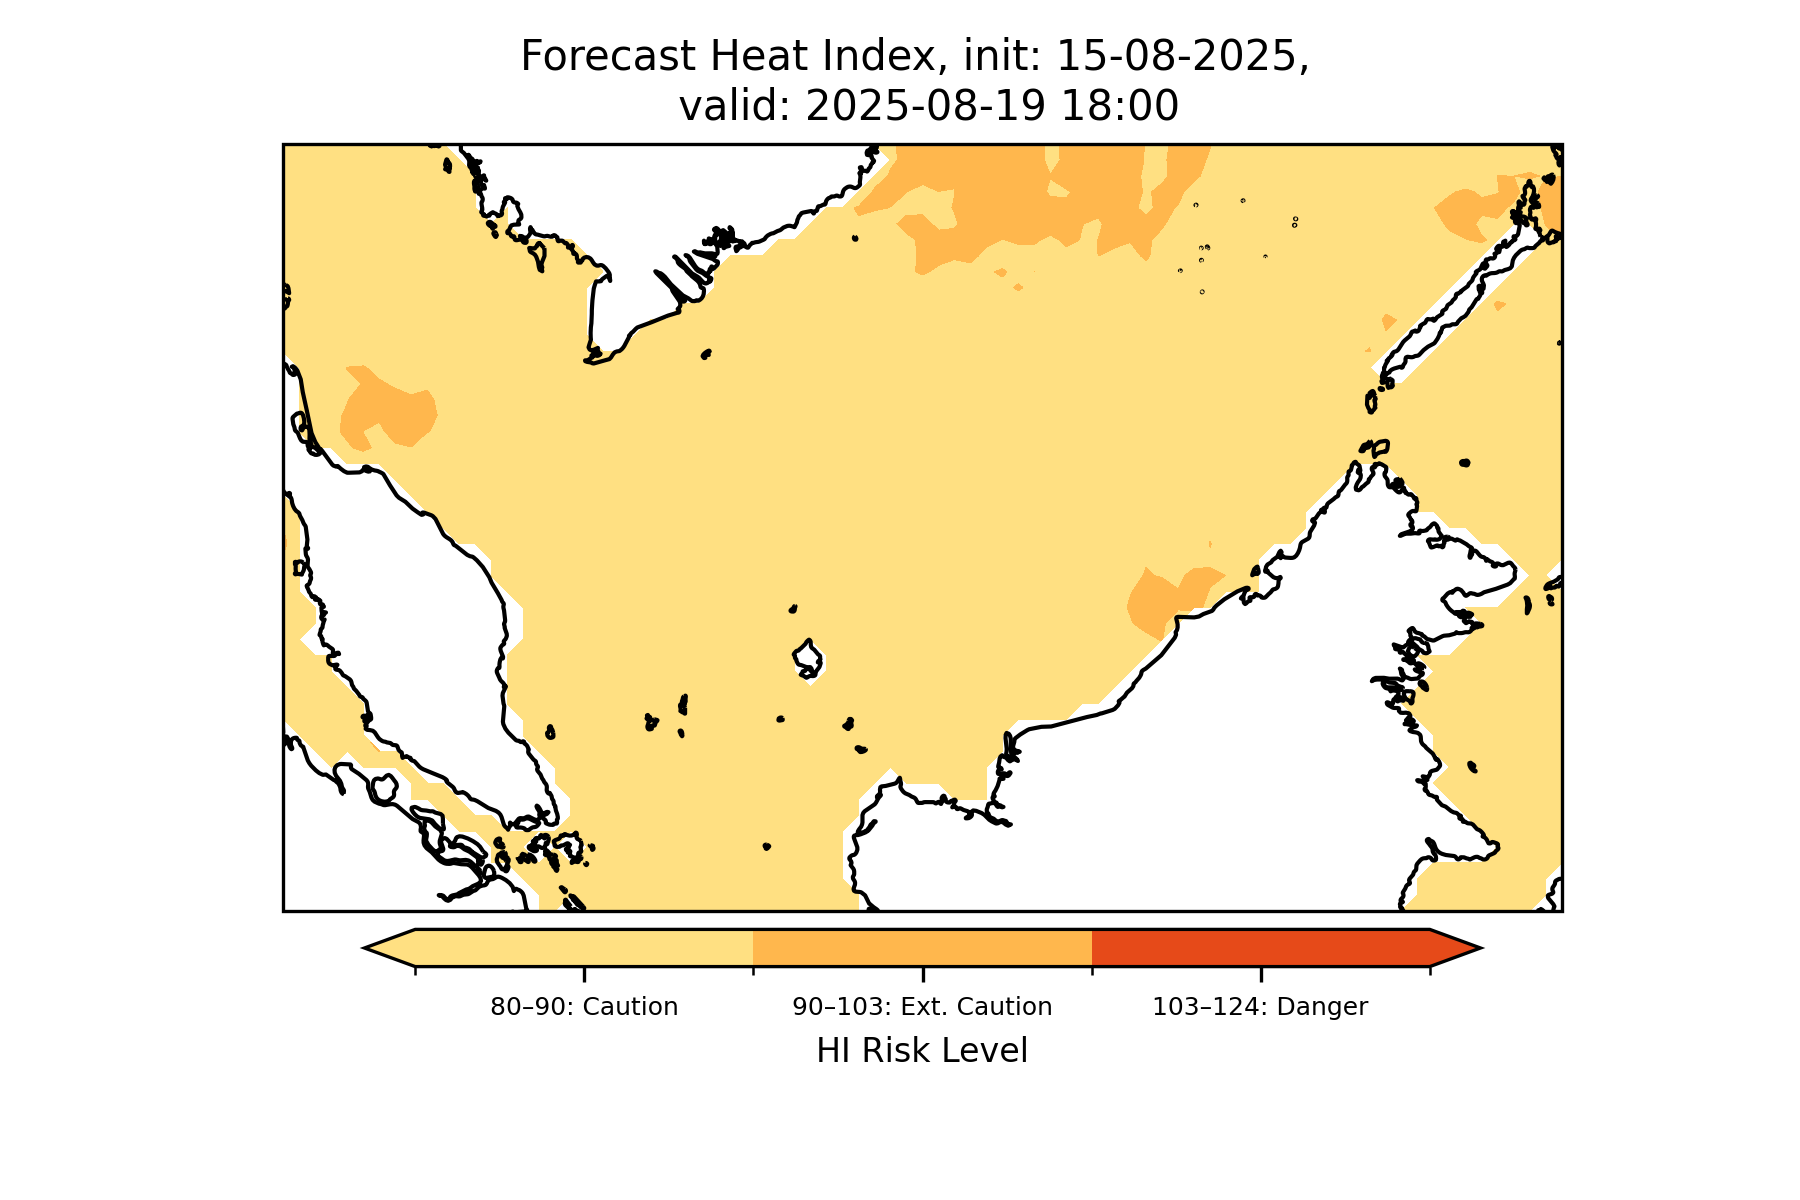 Forecast Heat Index, init: 15-08-2025,
valid: 2025-08-19 18:00
80–90: Caution
90–103: Ext. Caution
103–124: Danger
HI Risk Level